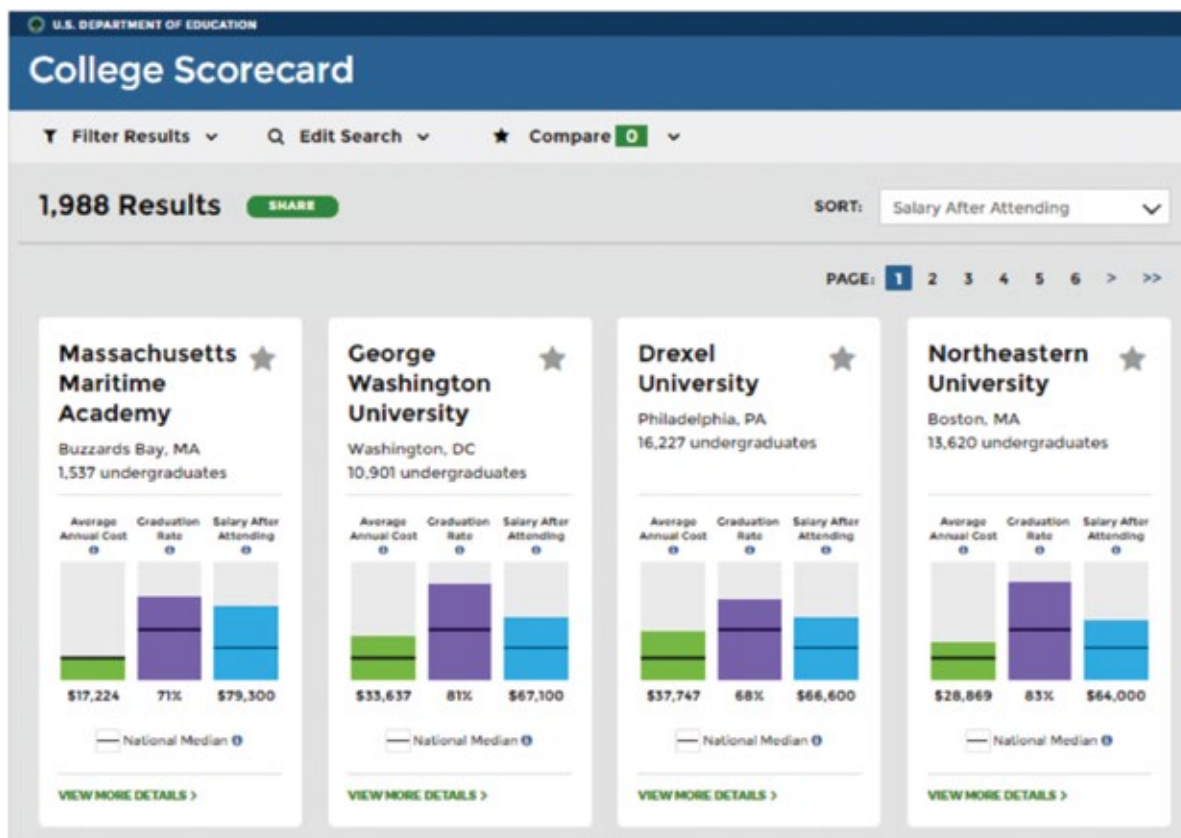 U.S. DEPARTMENT OF EDUCATION
College Scorecard
Filter Results Edit Search Compare 0
1,988 Results SHARE SORT: Salary After Attending
PAGE: 1 2 3 4 5 6 > >>
Massachusetts
Maritime
Academy
Buzzards Bay, MA
1,537 undergraduates
Average Graduation Salary After
Annual Cost Rate Attending
$17,224 71% $79,300
National Median
VIEW MORE DETAILS >
George
Washington
University
Washington, DC
10,901 undergraduates
Average Graduation Salary After
Annual Cost Rate Attending
$33,637 81% $67,100
National Median
VIEW MORE DETAILS >
Drexel
University
Philadelphia, PA
16,227 undergraduates
Average Graduation Salary After
Annual Cost Rate Attending
$37,747 68% $66,600
National Median
VIEW MORE DETAILS >
Northeastern
University
Boston, MA
13,620 undergraduates
Average Graduation Salary After
Annual Cost Rate Attending
$28,869 83% $64,000
National Median
VIEW MORE DETAILS >